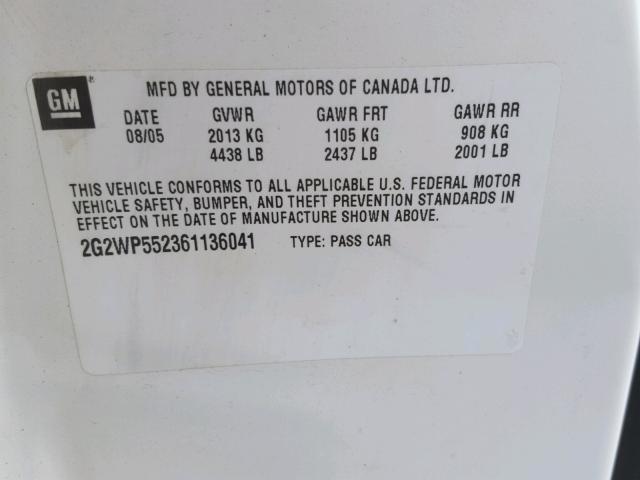 GM
®
MFD BY GENERAL MOTORS OF CANADA LTD.
DATE GVWR GAWR FRT GAWR RR
08/05 2013 KG 1105 KG 908 KG
4438 LB 2437 LB 2001 LB
THIS VEHICLE CONFORMS TO ALL APPLICABLE U.S. FEDERAL MOTOR
VEHICLE SAFETY, BUMPER, AND THEFT PREVENTION STANDARDS IN
EFFECT ON THE DATE OF MANUFACTURE SHOWN ABOVE.
2G2WP552361136041 TYPE: PASS CAR